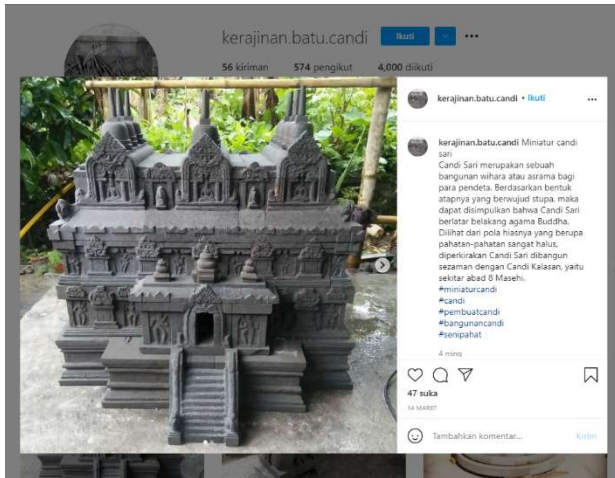 kerajinan.batu.candi Ikuti
56 kiriman 574 pengikut 4,000 diikuti
kerajinan.batu.candi • Ikuti
kerajinan.batu.candi Miniatur candi
sari
Candi Sari merupakan sebuah
bangunan wihara atau asrama bagi
para pendeta. Berdasarkan bentuk
atapnya yang berwujud stupa, maka
dapat disimpulkan bahwa Candi Sari
berlatar belakang agama Buddha.
Dilihat dari pola hiasnya yang berupa
pahatan-pahatan sangat halus,
diperkirakan Candi Sari dibangun
sezaman dengan Candi Kalasan, yaitu
sekitar abad 8 Masehi.
#miniaturcandi
#candi
#pembuatcandi
#bangunancandi
#senipahat
4 ming
47 suka
14 MARET
Tambahkan komentar... Kirim